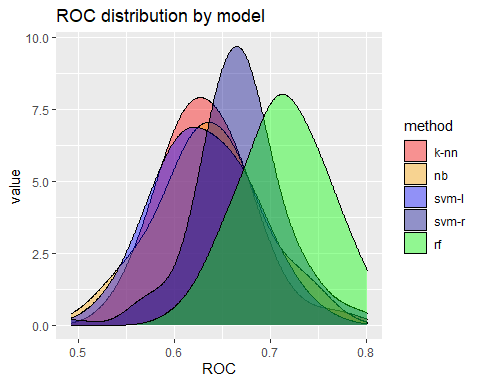 ROC distribution by model
10.0
7.5
5.0
2.5
0.0
value
0.5 0.6 0.7 0.8
ROC
method
k-nn
nb
svm-l
svm-r
rf